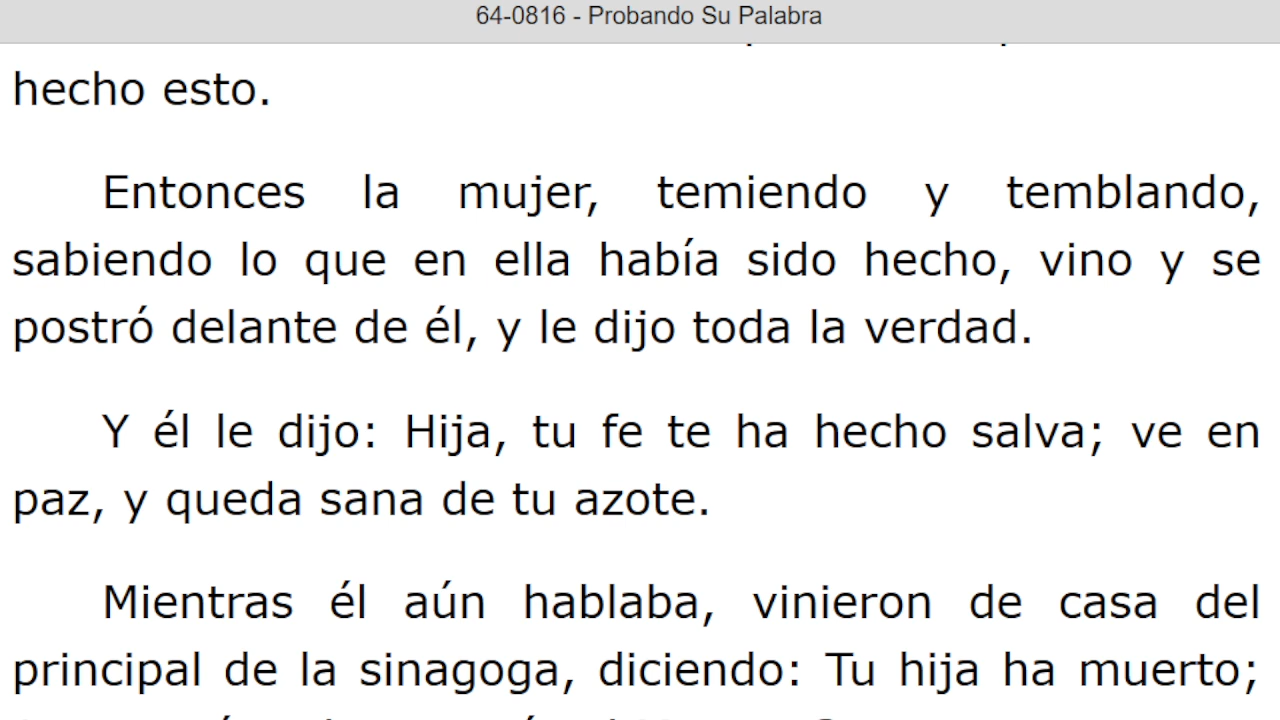 64-0816 - Probando Su Palabra
hecho esto.
Entonces la mujer, temiendo y temblando,
sabiendo lo que en ella había sido hecho, vino y se
postró delante de él, y le dijo toda la verdad.
Y él le dijo: Hija, tu fe te ha hecho salva; ve en
paz, y queda sana de tu azote.
Mientras él aún hablaba, vinieron de casa del
principal de la sinagoga, diciendo: Tu hija ha muerto;